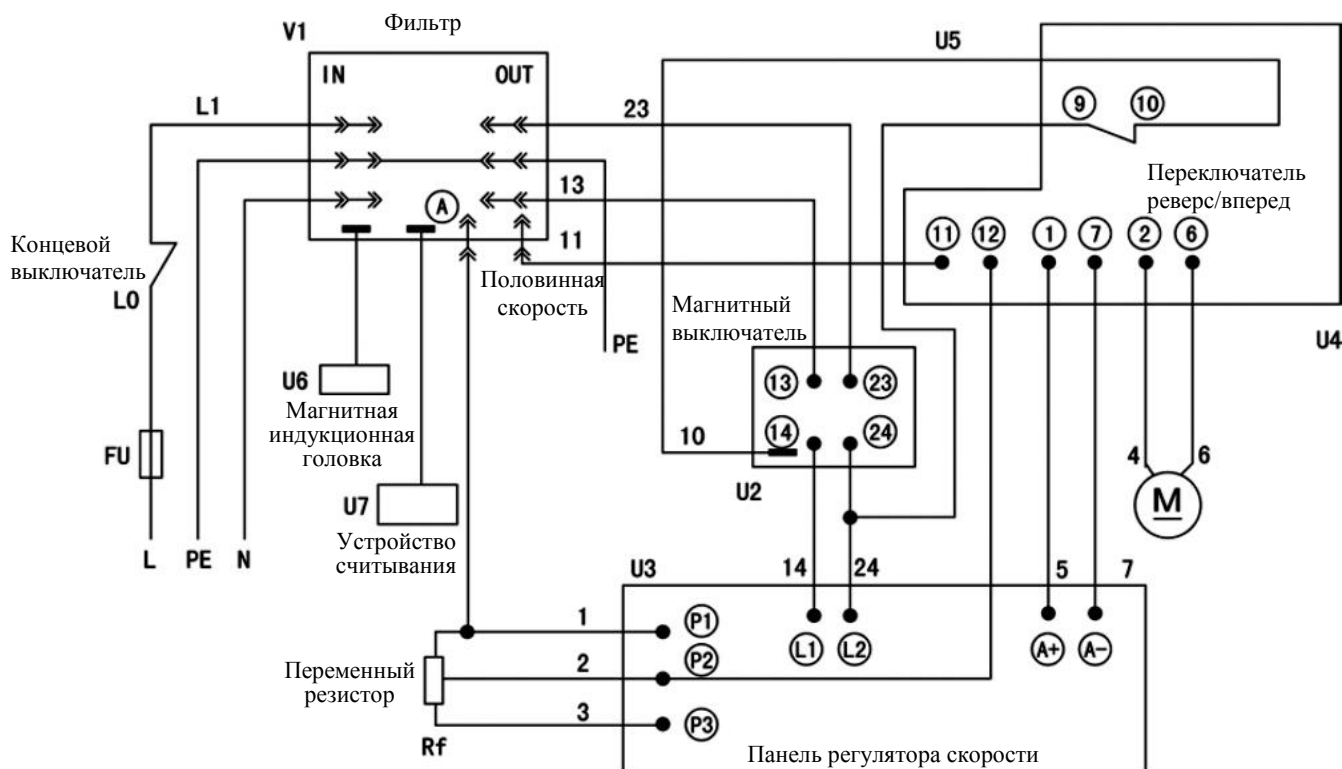 Фильтр
V1
U5
IN
OUT
L1
23
9
10
13
A
11
Переключатель
реверс/вперед
11
12
1
7
2
6
Концевой
выключатель
L0
Половинная
скорость
Магнитный
выключатель
PE
U4
U6
13
23
Магнитная
индукционная
головка
14
24
10
FU
U2
4
6
M
U7
L
PE
N
Устройство
считывания
U3
14
24
5
7
1
P1
L1
L2
A+
A-
Переменный
резистор
2
P2
3
P3
Rf
Панель регулятора скорости